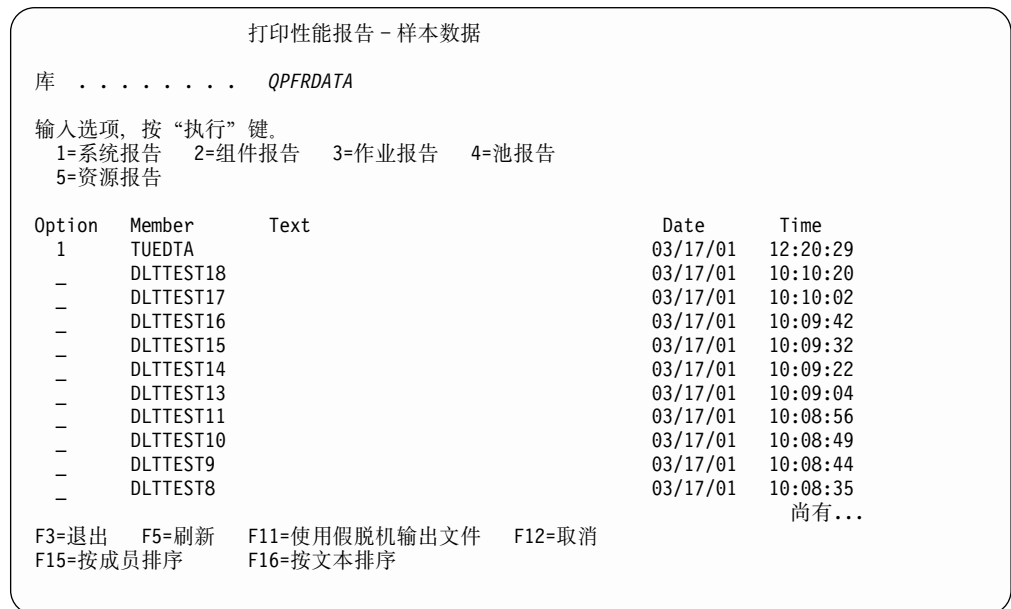 打印性能报告 – 样本数据
库 . . . . . . . . QPFRDATA
输入选项，按“执行”键。
1=系统报告 2=组件报告 3=作业报告 4=池报告
5=资源报告
Option Member Text Date Time
1 TUEDTA 03/17/01 12:20:29
_ DLTTEST18 03/17/01 10:10:20
_ DLTTEST17 03/17/01 10:10:02
_ DLTTEST16 03/17/01 10:09:42
_ DLTTEST15 03/17/01 10:09:32
_ DLTTEST14 03/17/01 10:09:22
_ DLTTEST13 03/17/01 10:09:04
_ DLTTEST11 03/17/01 10:08:56
_ DLTTEST10 03/17/01 10:08:49
_ DLTTEST9 03/17/01 10:08:44
_ DLTTEST8 03/17/01 10:08:35
尚有...
F3=退出 F5=刷新 F11=使用假脱机输出文件 F12=取消
F15=按成员排序 F16=按文本排序